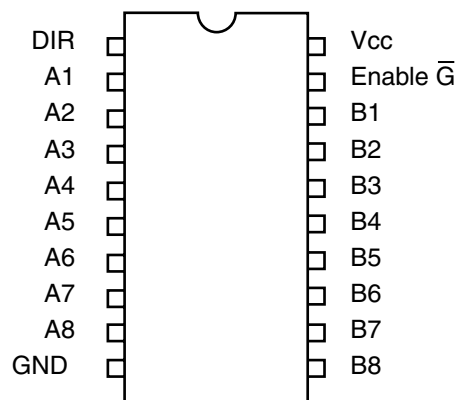 DIR Vcc
A1 Enable G̅
A2 B1
A3 B2
A4 B3
A5 B4
A6 B5
A7 B6
A8 B7
GND B8